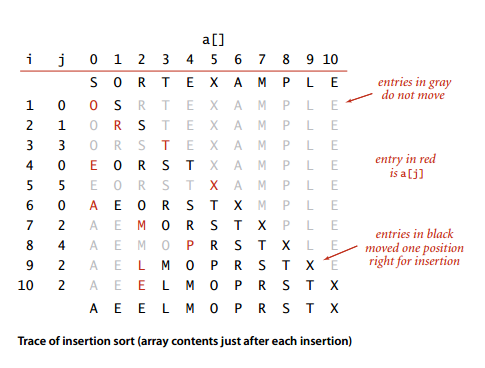 a[]
i j 0 1 2 3 4 5 6 7 8 9 10
S O R T E X A M P L E
1 0 O S R T E X A M P L E
2 1 O R S T E X A M P L E
3 3 O R S T E X A M P L E
4 0 E O R S T X A M P L E
5 5 E O R S T X A M P L E
6 0 A E O R S T X M P L E
7 2 A E M O R S T X P L E
8 4 A E M O P R S T X L E
9 2 A E L M O P R S T X E
10 2 A E E L M O P R S T X
A E E L M O P R S T X
entries in gray
do not move
entry in red
is a[j]
entries in black
moved one position
right for insertion
Trace of insertion sort (array contents just after each insertion)